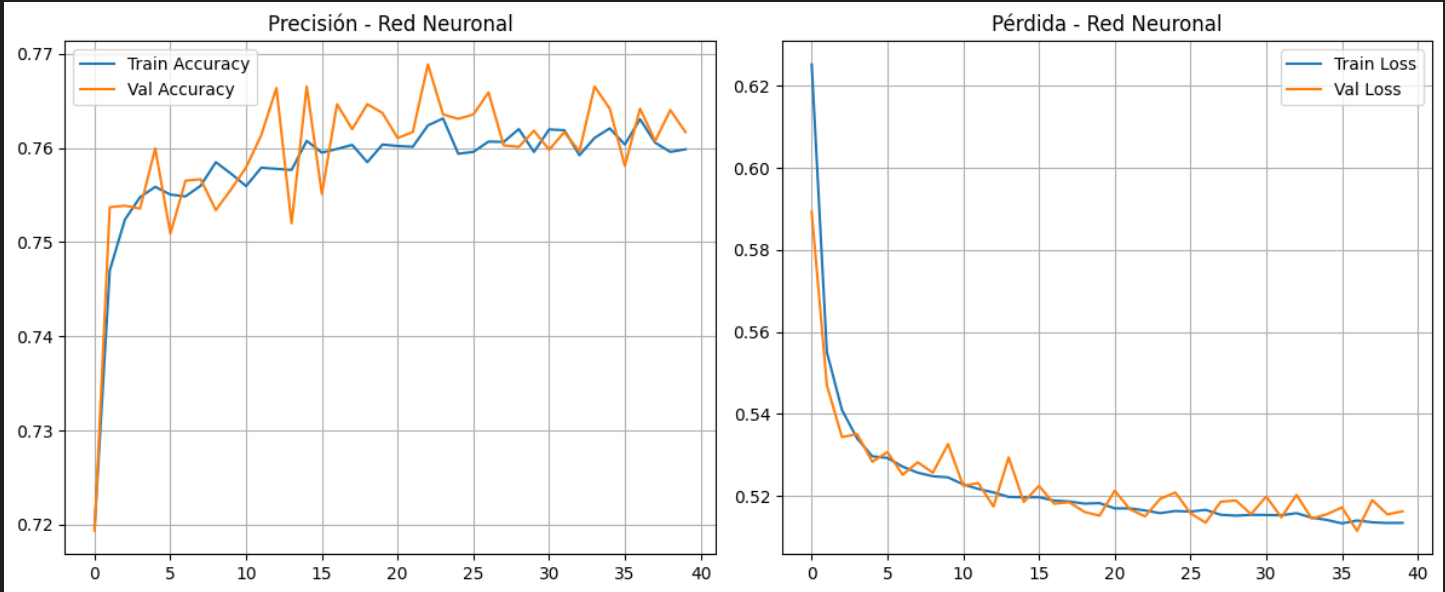 Precisión - Red Neuronal
Train Accuracy
Val Accuracy
0.77
0.76
0.75
0.74
0.73
0.72
0 5 10 15 20 25 30 35 40
Pérdida - Red Neuronal
Train Loss
Val Loss
0.62
0.60
0.58
0.56
0.54
0.52
0 5 10 15 20 25 30 35 40